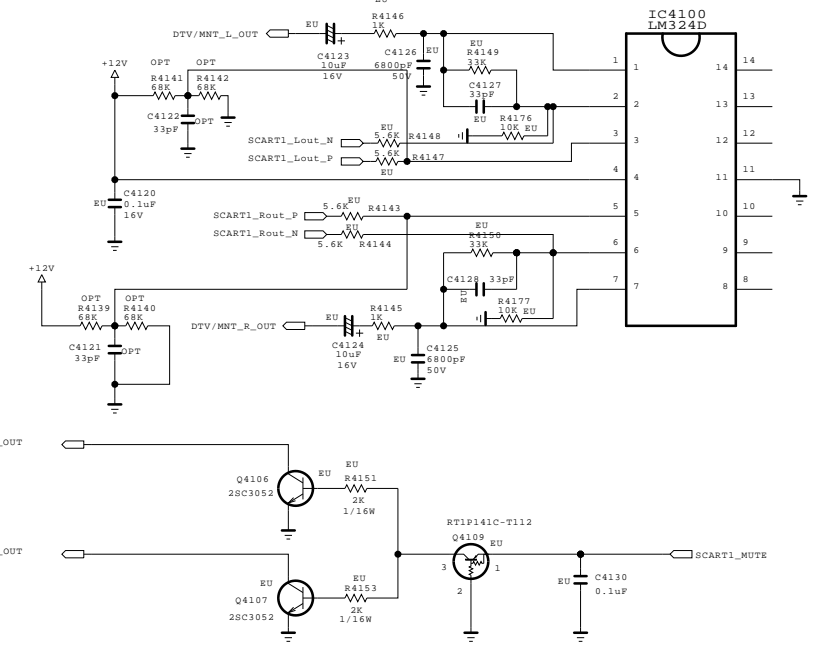 EU
IC4100
LM324D
R4146
1K
DTV/MNT_L_OUT
EU
C4123
10uF
16V
C4126
6800pF
50V
EU
EU
R4149
33K
C4127
33pF
EU
R4176
10K EU
+12V
OPT
R4141
68K
OPT
R4142
68K
C4122
33pF
OPT
SCART1_Lout_N
EU
5.6K
R4148
SCART1_Lout_P
5.6K
EU
R4147
EU
C4120
0.1uF
16V
SCART1_Rout_P
5.6K
EU
R4143
SCART1_Rout_N
5.6K
EU
R4144
EU
R4150
33K
C4128
33pF
EU
R4177
10K EU
+12V
OPT
R4139
68K
OPT
R4140
68K
C4121
33pF
OPT
DTV/MNT_R_OUT
C4124
10uF
16V
EU
R4145
1K
EU
EU
C4125
6800pF
50V
1 1 14 14
2 2 13 13
3 3 12 12
4 4 11 11
5 5 10 10
6 6 9 9
7 7 8 8
_OUT
Q4106
2SC3052
EU
EU
R4151
2K
1/16W
RT1P141C-T112
Q4109
EU
3
1
2
SCART1_MUTE
_OUT
EU
Q4107
2SC3052
EU
R4153
2K
1/16W
EU
C4130
0.1uF